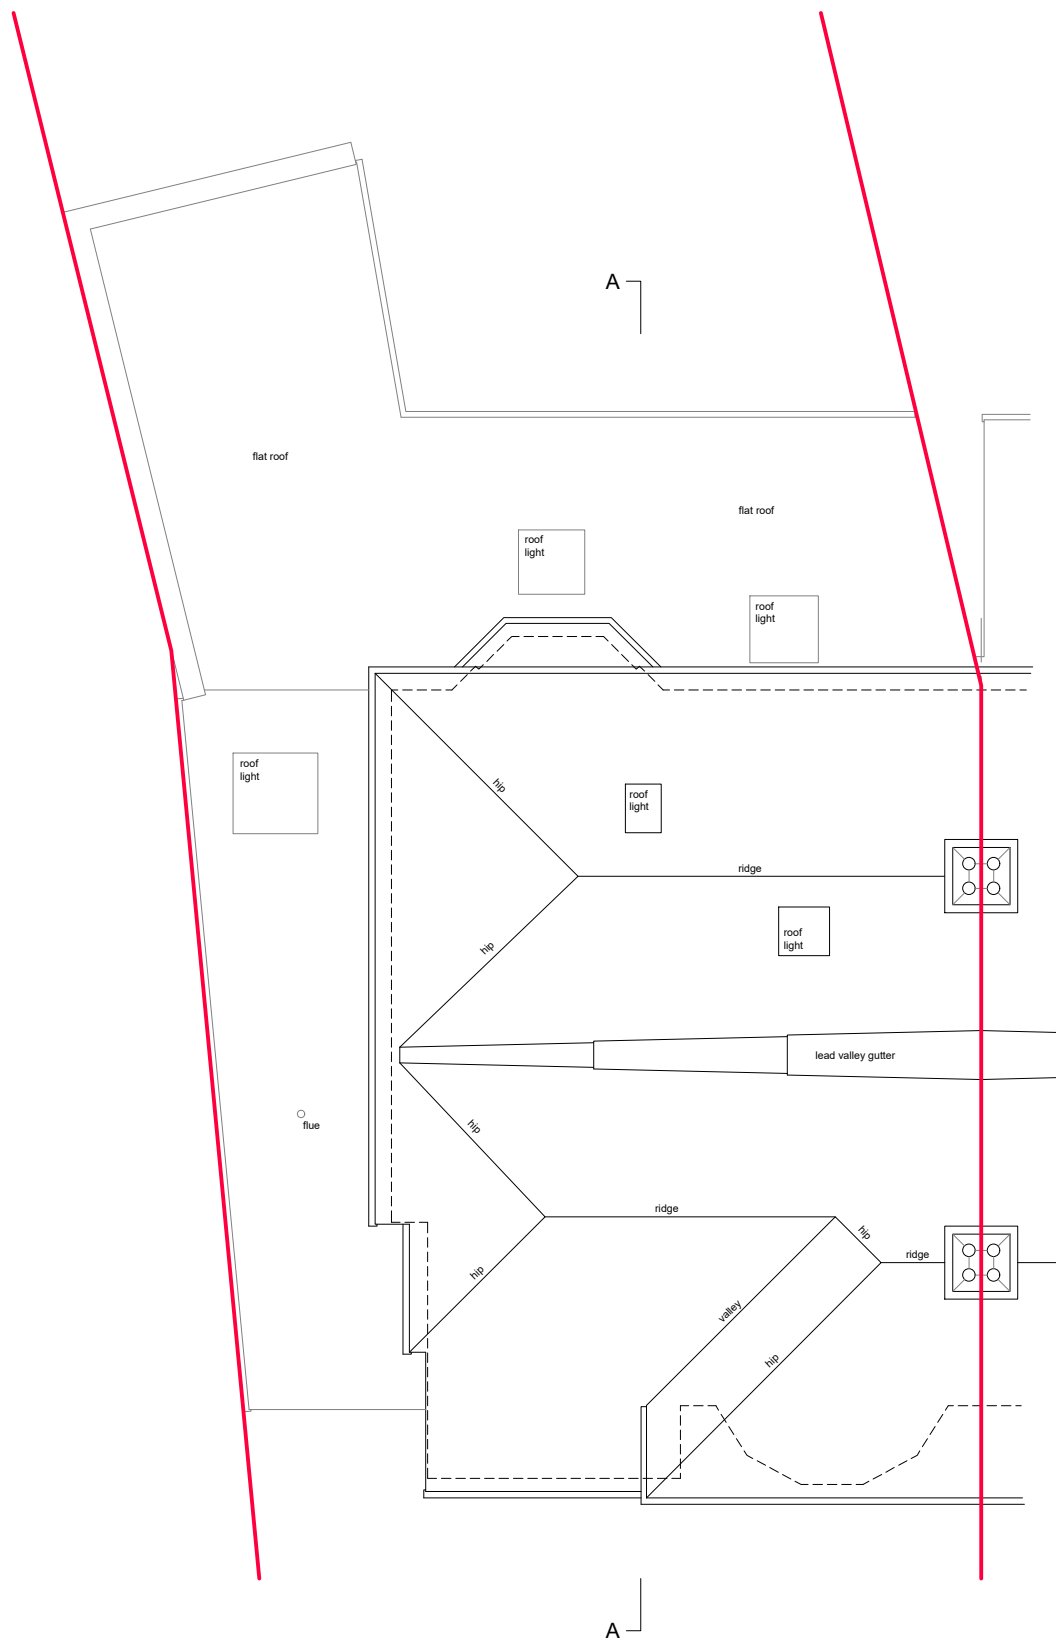 A
flat roof
flat roof
roof
light
roof
light
roof
light
hip
roof
light
ridge
roof
light
hip
lead valley gutter
flue
hip
ridge
hip
ridge
hip
valley
hip
A